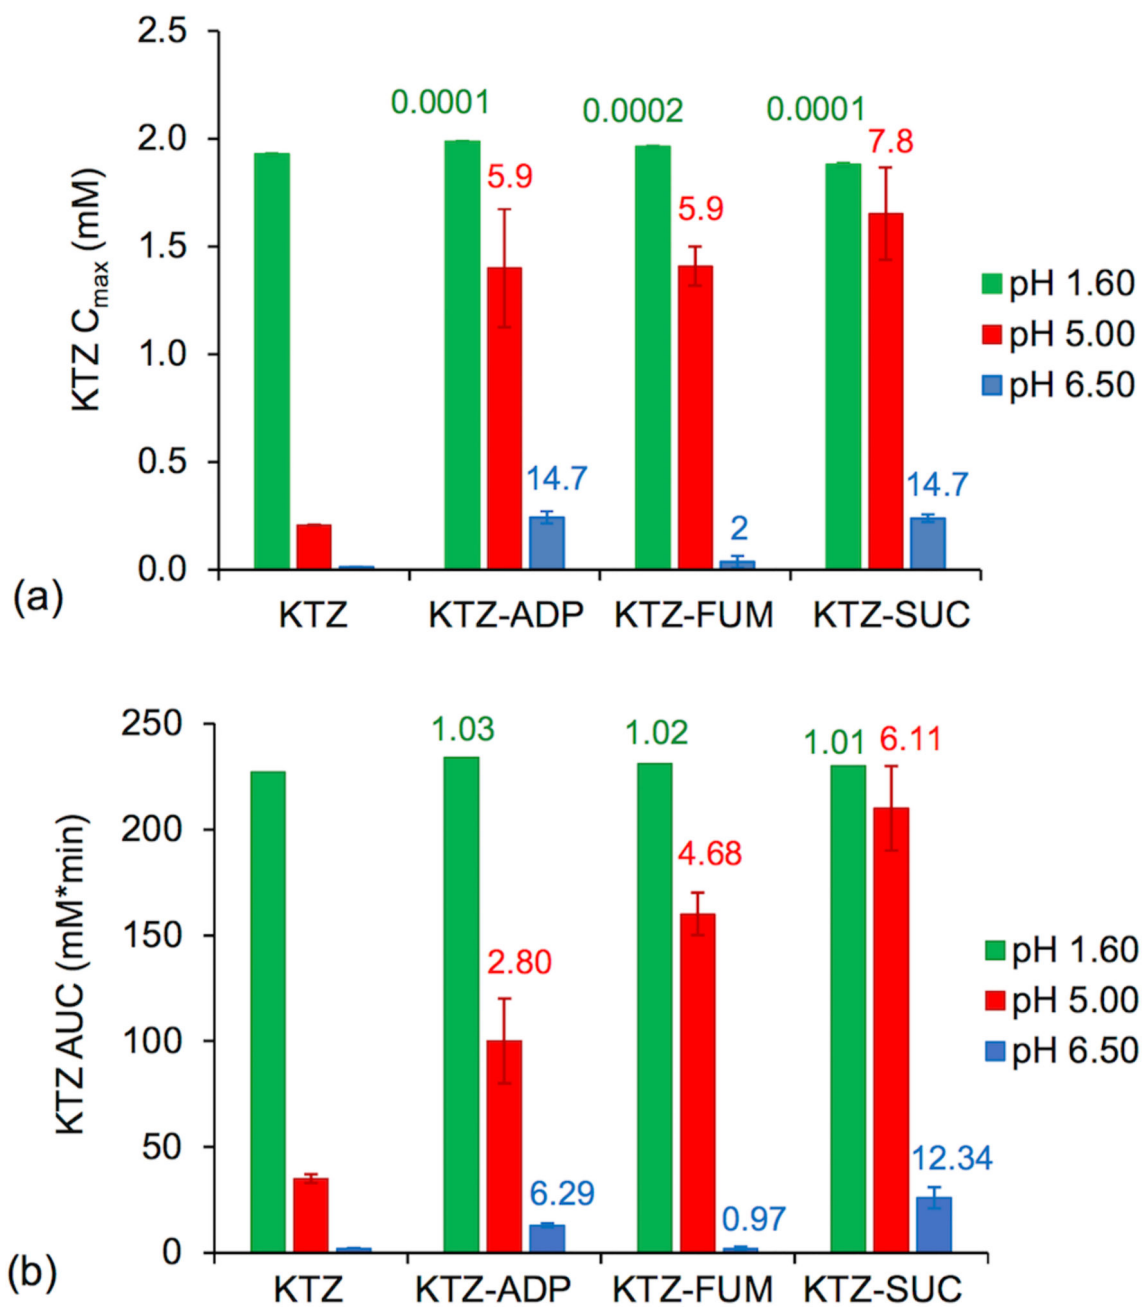 2.5
2.0
1.5
1.0
0.5
0.0
KTZ Cmax (mM)
0.0001
0.0002
0.0001
5.9
5.9
7.8
14.7
2
14.7
pH 1.60
pH 5.00
pH 6.50
KTZ
KTZ-ADP
KTZ-FUM
KTZ-SUC
(a)
250
200
150
100
50
0
KTZ AUC (mM*min)
1.03
1.02
1.01
2.80
4.68
6.11
6.29
0.97
12.34
pH 1.60
pH 5.00
pH 6.50
KTZ
KTZ-ADP
KTZ-FUM
KTZ-SUC
(b)